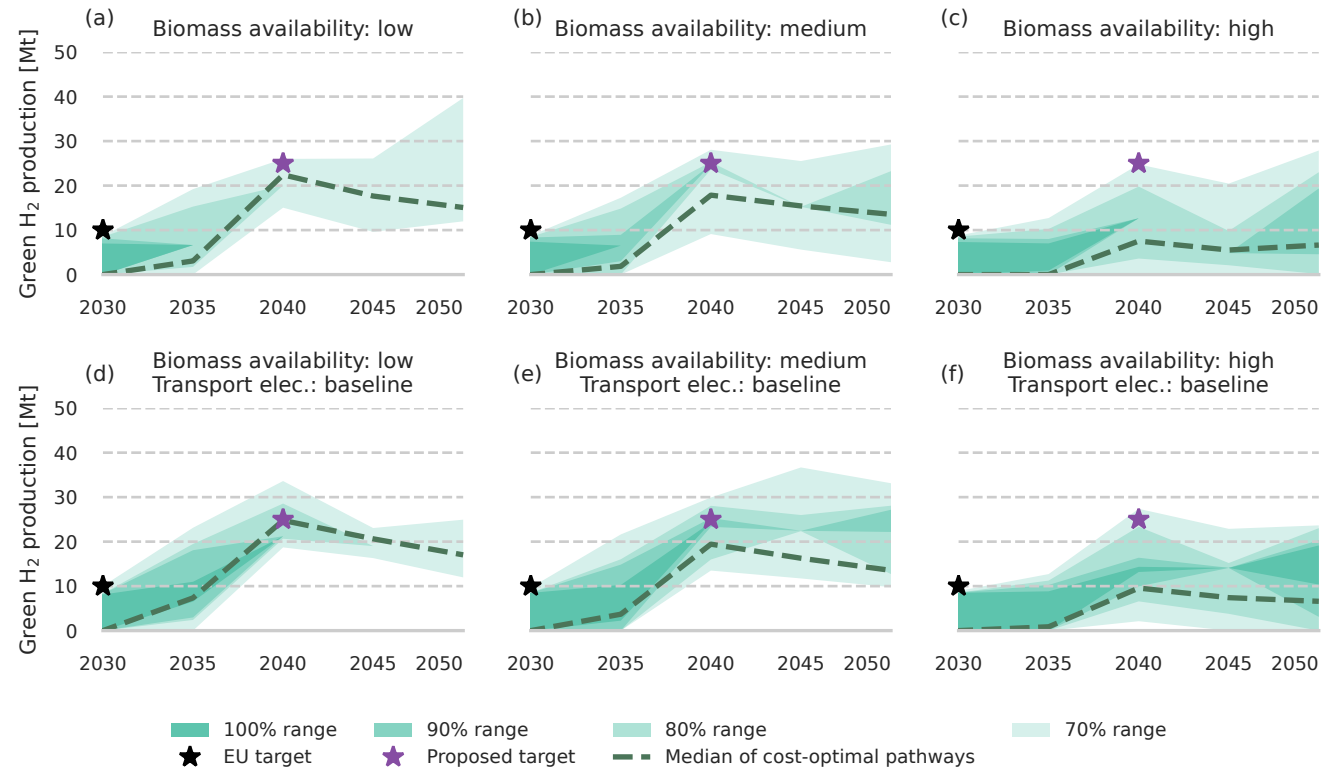 (a) Biomass availability: low
(b) Biomass availability: medium
(c) Biomass availability: high
Green H₂ production [Mt]
50
40
30
20
10
0
2030 2035 2040 2045 2050
2030 2035 2040 2045 2050
2030 2035 2040 2045 2050
(d) Biomass availability: low
Transport elec.: baseline
(e) Biomass availability: medium
Transport elec.: baseline
(f) Biomass availability: high
Transport elec.: baseline
Green H₂ production [Mt]
50
40
30
20
10
0
2030 2035 2040 2045 2050
2030 2035 2040 2045 2050
2030 2035 2040 2045 2050
100% range 90% range 80% range 70% range
EU target Proposed target Median of cost-optimal pathways